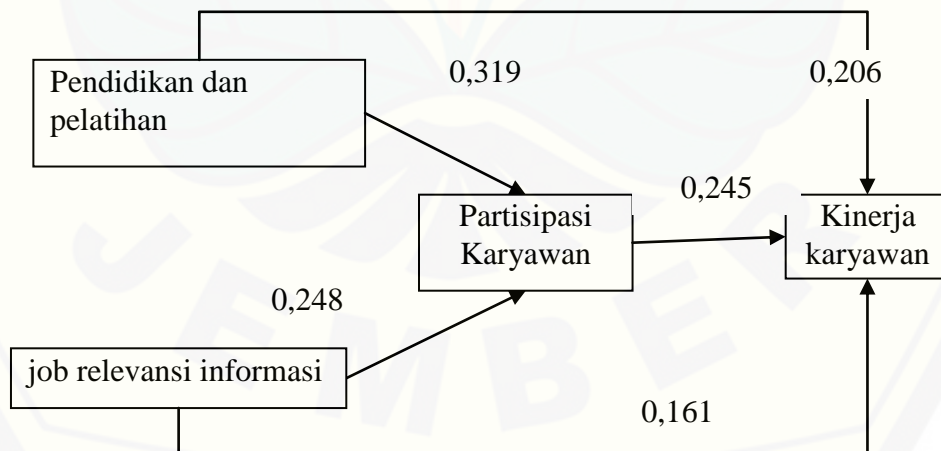 0,319
0,206
Pendidikan dan
pelatihan
0,245
Partisipasi
Karyawan
Kinerja
karyawan
0,248
job relevansi informasi
0,161
JEMBER